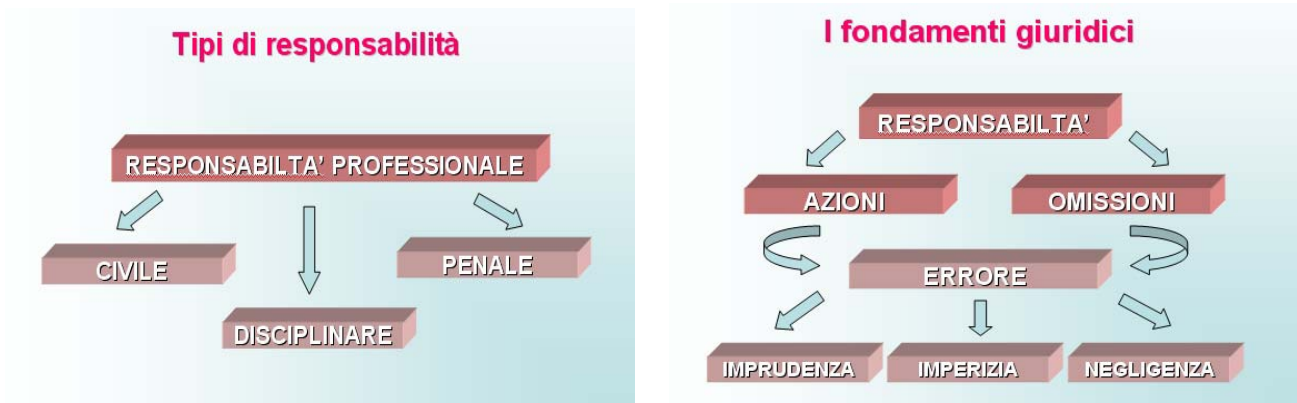 Tipi di responsabilità
RESPONSABILTA' PROFESSIONALE
CIVILE
PENALE
DISCIPLINARE
I fondamenti giuridici
RESPONSABILTA'
AZIONI
OMISSIONI
ERRORE
IMPRUDENZA
IMPERIZIA
NEGLIGENZA